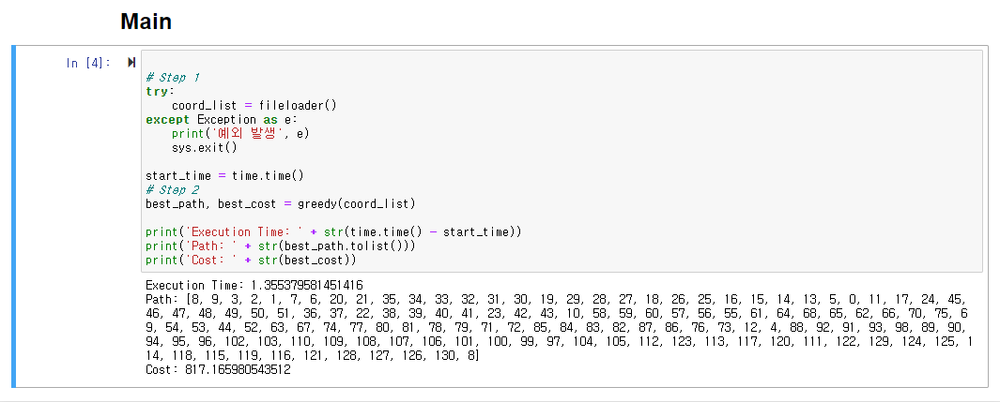 Main
In [4]:
# Step 1
try:
    coord_list = fileloader()
except Exception as e:
    print('예외 발생', e)
    sys.exit()
start_time = time.time()
# Step 2
best_path, best_cost = greedy(coord_list)
print('Execution Time: ' + str(time.time() - start_time))
print('Path: ' + str(best_path.tolist()))
print('Cost: ' + str(best_cost))
Execution Time: 1.355379581451416
Path: [8, 9, 3, 2, 1, 7, 6, 20, 21, 35, 34, 33, 32, 31, 30, 19, 29, 28, 27, 18, 26, 25, 16, 15, 14, 13, 5, 0, 11, 17, 24, 45,
46, 47, 48, 49, 50, 51, 36, 37, 22, 38, 39, 40, 41, 23, 42, 43, 10, 58, 59, 60, 57, 56, 55, 61, 64, 68, 65, 62, 66, 70, 75, 6
9, 54, 53, 44, 52, 63, 67, 74, 77, 80, 81, 78, 79, 71, 72, 85, 84, 83, 82, 87, 86, 76, 73, 12, 4, 88, 92, 91, 93, 98, 89, 90,
94, 95, 96, 102, 103, 110, 109, 108, 107, 106, 101, 100, 99, 97, 104, 105, 112, 123, 113, 117, 120, 111, 122, 129, 124, 125, 1
14, 118, 115, 119, 116, 121, 128, 127, 126, 130, 8]
Cost: 817.165980543512